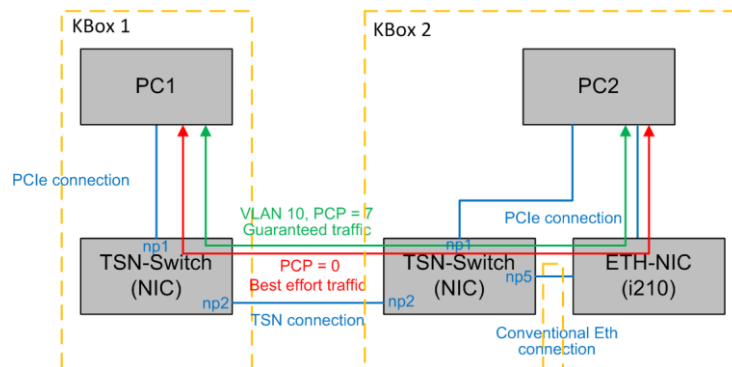 KBox 1
KBox 2
PC1
PC2
PCIe connection
VLAN 10, PCP = 7
Guaranteed traffic
PCIe connection
np1
np1
TSN-Switch
(NIC)
PCP = 0
Best effort traffic
TSN-Switch
(NIC)
ETH-NIC
(i210)
np5
np2
np2
TSN connection
Conventional Eth
connection